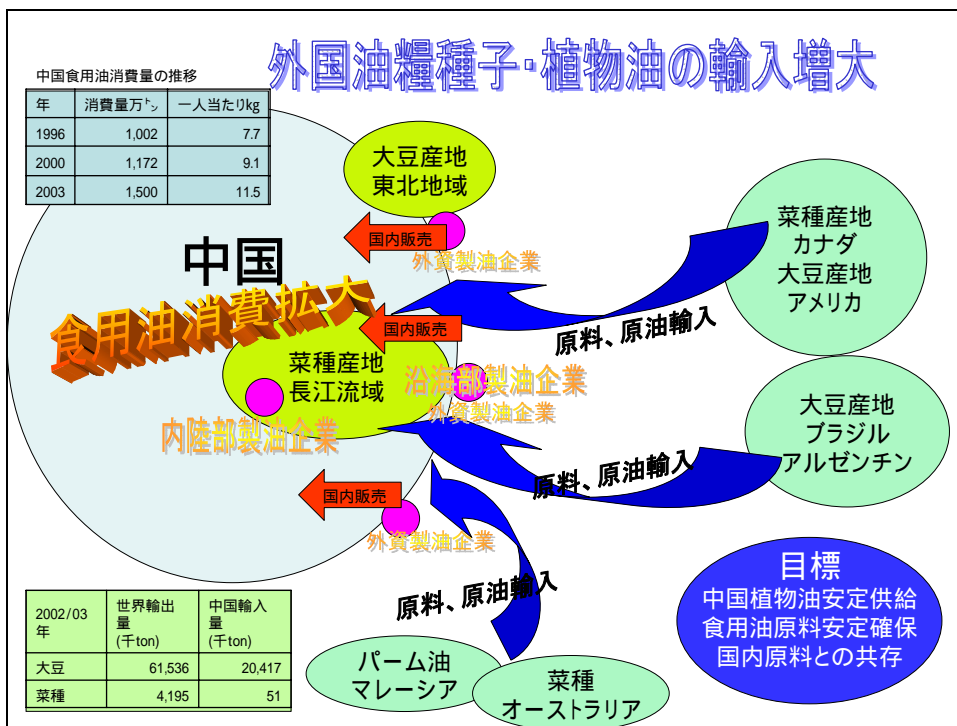 外国油糧種子・植物油の輸入増大
中国食用油消費量の推移
年 消費量万㌧ 一人当たりkg
1996 1,002 7.7
2000 1,172 9.1
2003 1,500 11.5
大豆産地
東北地域
国内販売
外資製油企業
中国
食用油消費拡大
国内販売
菜種産地
長江流域
沿海部製油企業
外資製油企業
内陸部製油企業
国内販売
外資製油企業
菜種産地
カナダ
大豆産地
アメリカ
原料、原油輸入
大豆産地
ブラジル
アルゼンチン
原料、原油輸入
原料、原油輸入
パーム油
マレーシア
菜種
オーストラリア
目標
中国植物油安定供給
食用油原料安定確保
国内原料との共存
2002/03
年
世界輸出
量
(千ton)
中国輸入
量
(千ton)
大豆 61,536 20,417
菜種 4,195 51